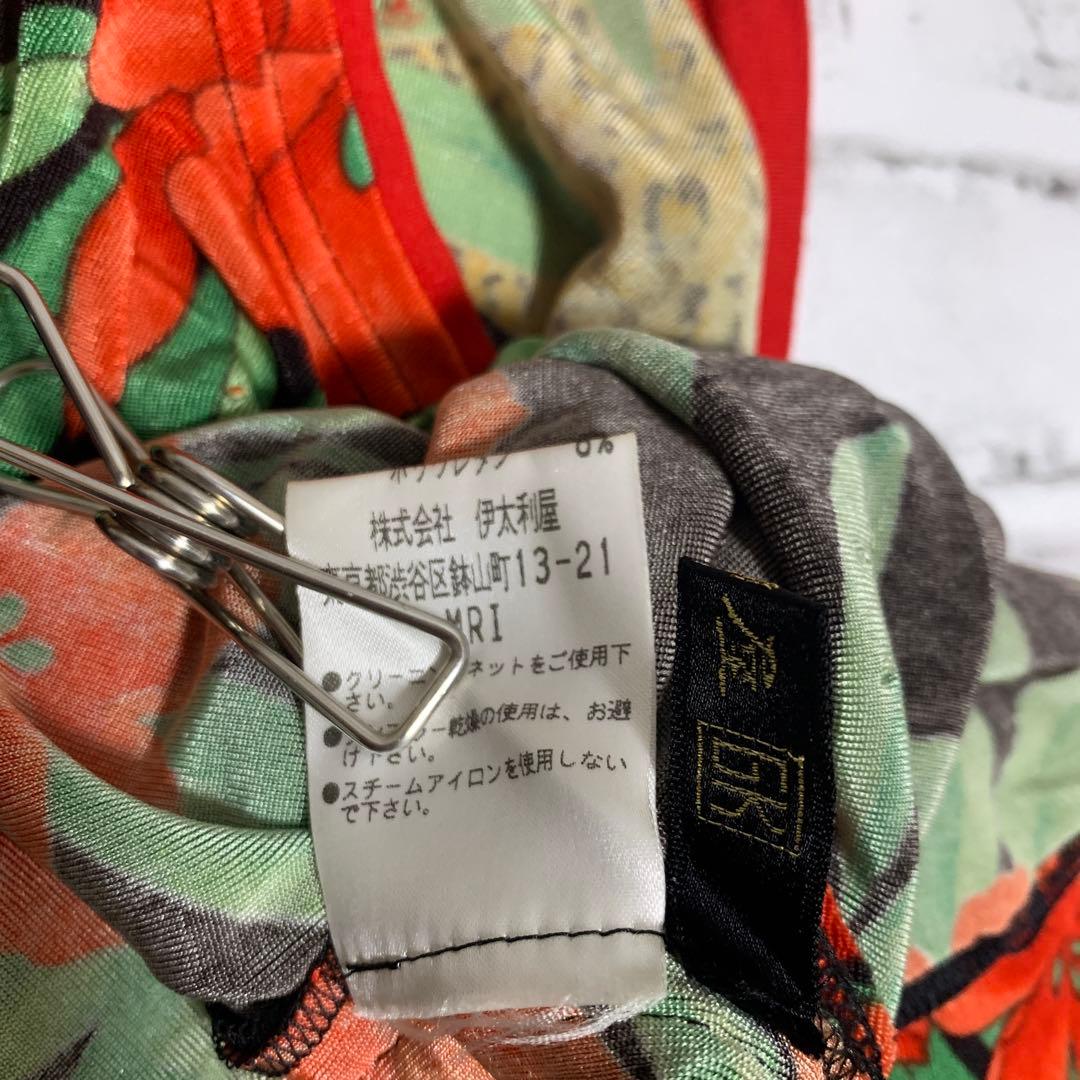 8%
株式会社 伊太利屋
東京都渋谷区鉢山町13-21
MRI
●クリーニ ネットをご使用下
さい。
ー乾燥の使用は、お避
け下さい。
●スチームアイロンを使用しない
で下さい。
GK